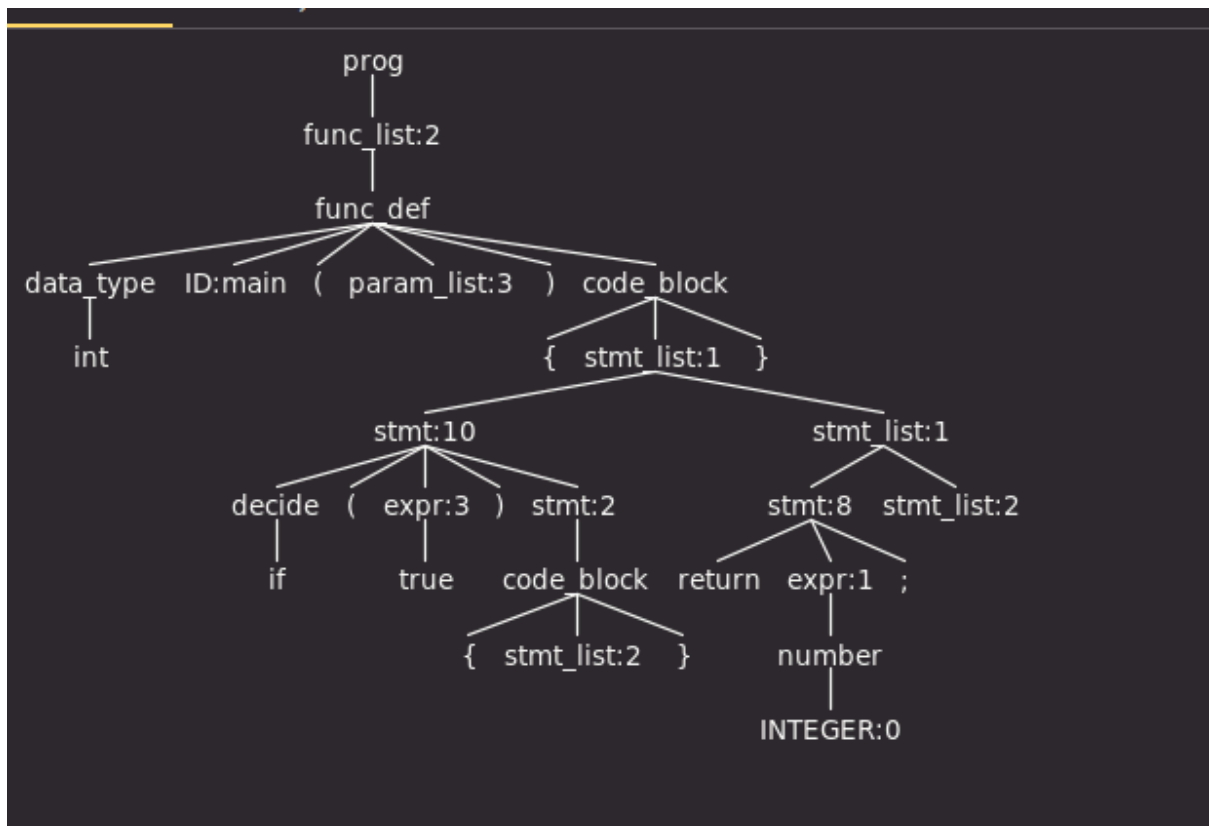 prog
func_list:2
func_def
data_type ID:main ( param_list:3 ) code_block
int { stmt_list:1 }
stmt:10 stmt_list:1
decide ( expr:3 ) stmt:2 stmt:8 stmt_list:2
if true code_block return expr:1 ;
{ stmt_list:2 } number
INTEGER:0